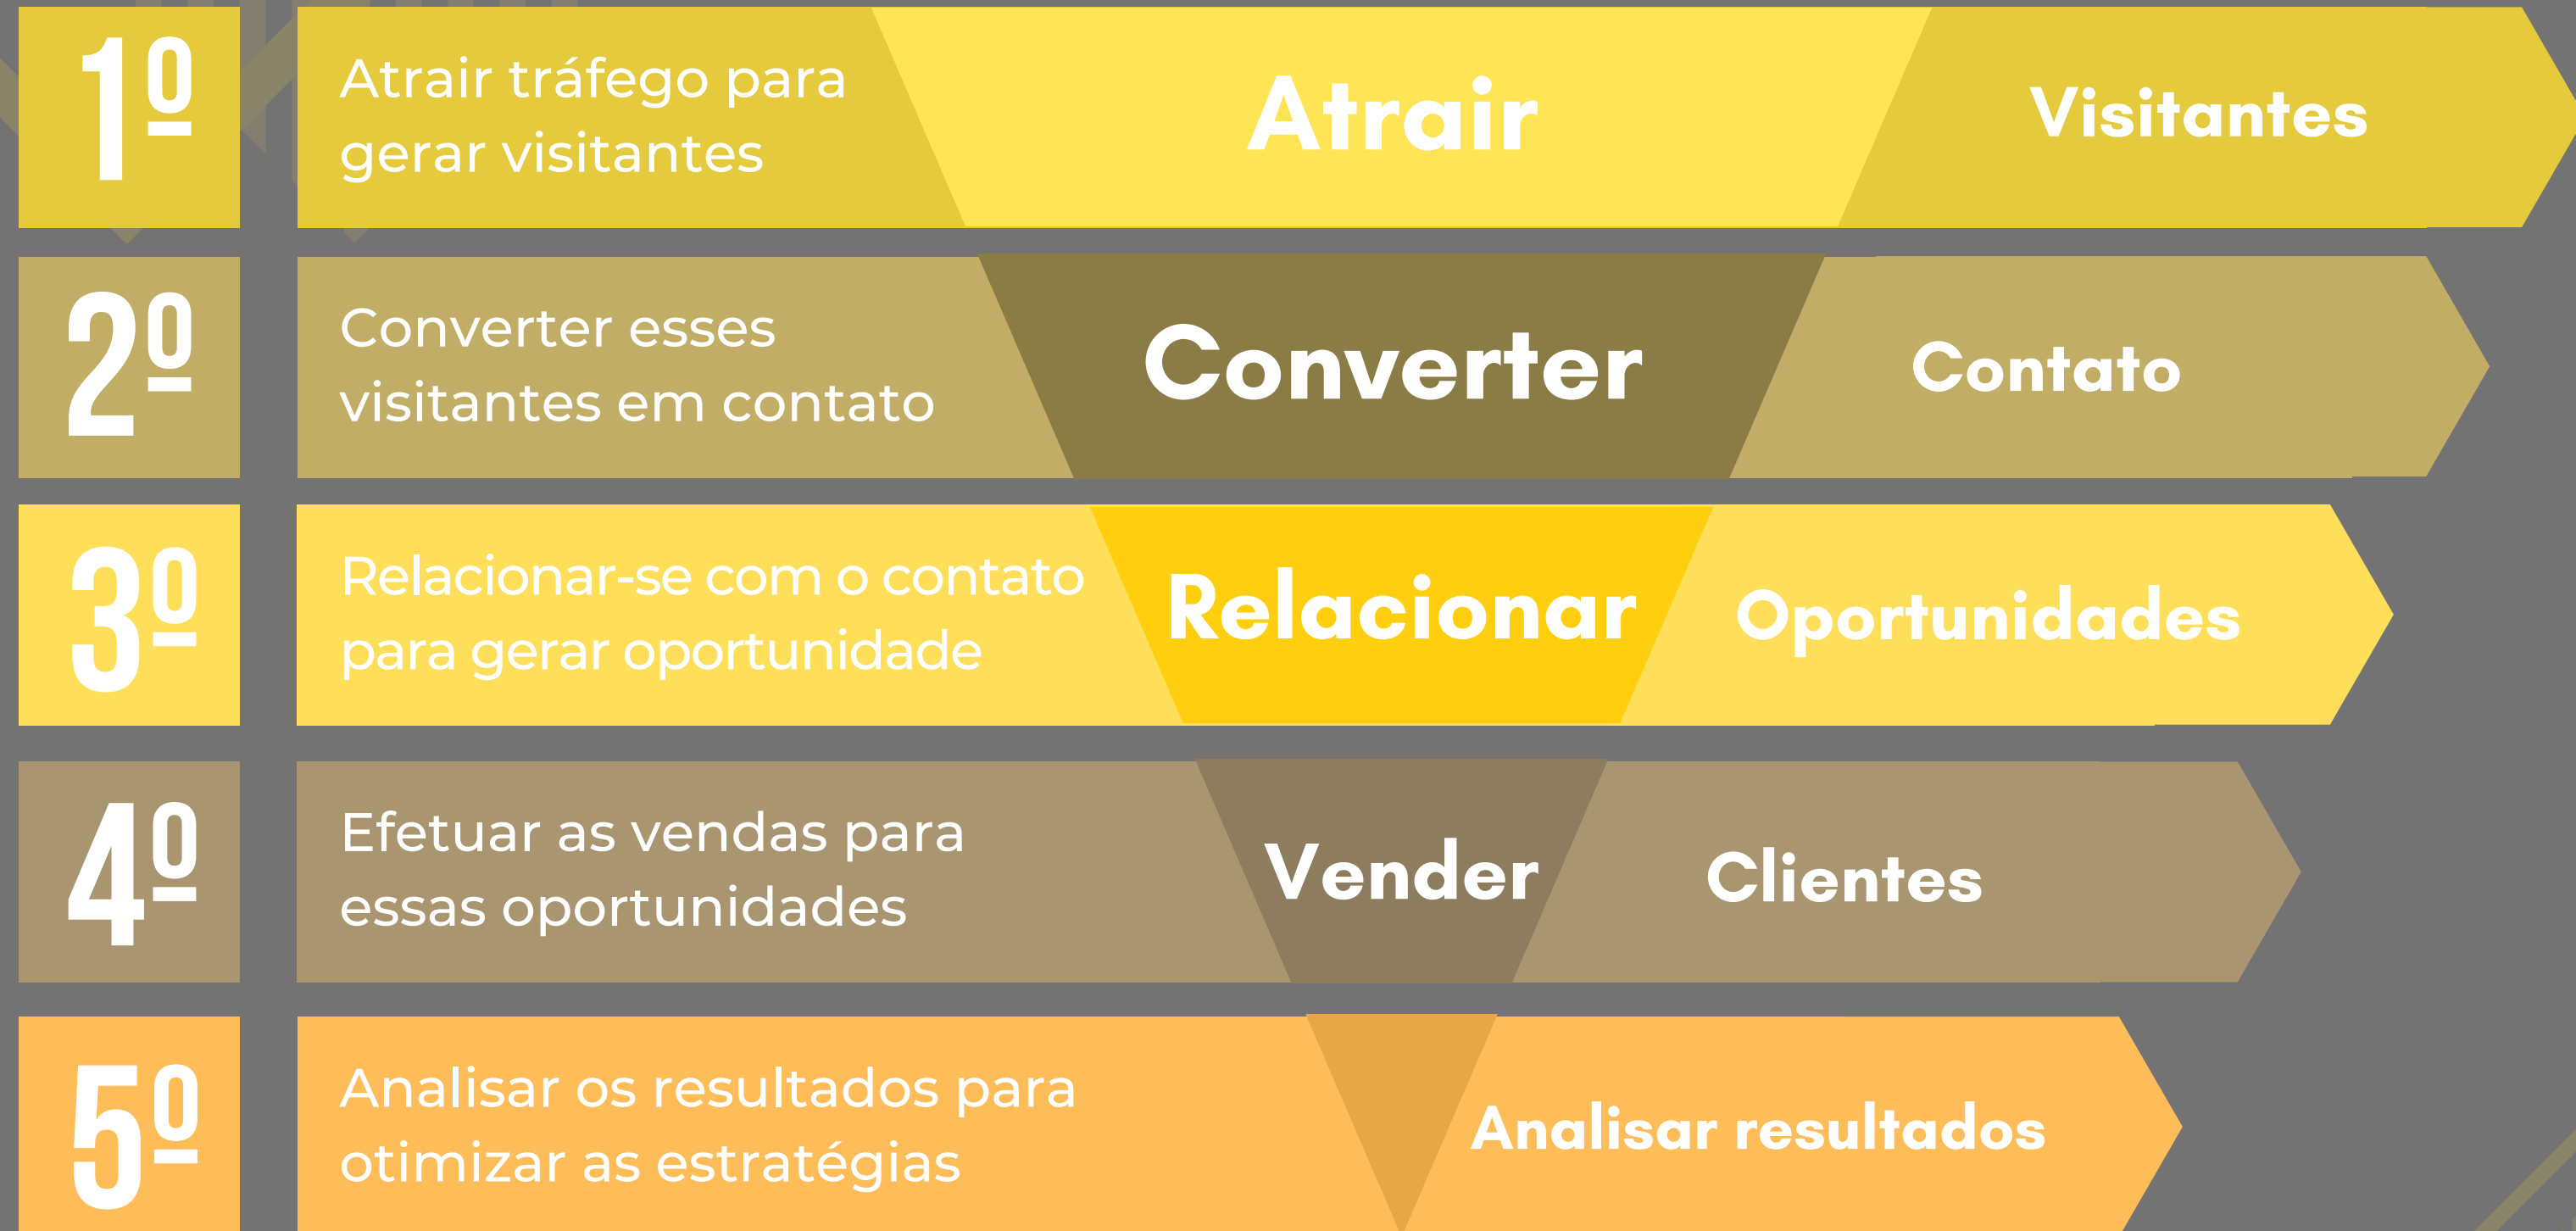 1º
Atrair tráfego para
gerar visitantes
Atrair
Visitantes
2º
Converter esses
visitantes em contato
Converter
Contato
3º
Relacionar-se com o contato
para gerar oportunidade
Relacionar
Oportunidades
4º
Efetuar as vendas para
essas oportunidades
Vender
Clientes
5º
Analisar os resultados para
otimizar as estratégias
Analisar resultados